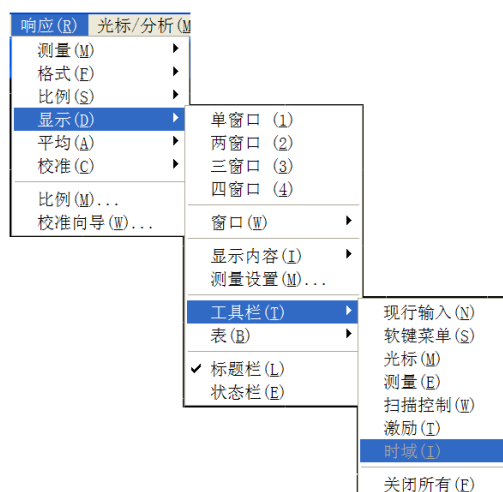 响应(R) 光标/分析(M
测量(M)
格式(F)
比例(S)
显示(D)
平均(A)
校准(C)
比例(M)...
校准向导(W)...
单窗口 (1)
两窗口 (2)
三窗口 (3)
四窗口 (4)
窗口(W)
显示内容(I)
测量设置(M)...
工具栏(T)
表(B)
标题栏(L)
状态栏(E)
现行输入(N)
软键菜单(S)
光标(M)
测量(E)
扫描控制(W)
激励(T)
时域(I)
关闭所有(F)